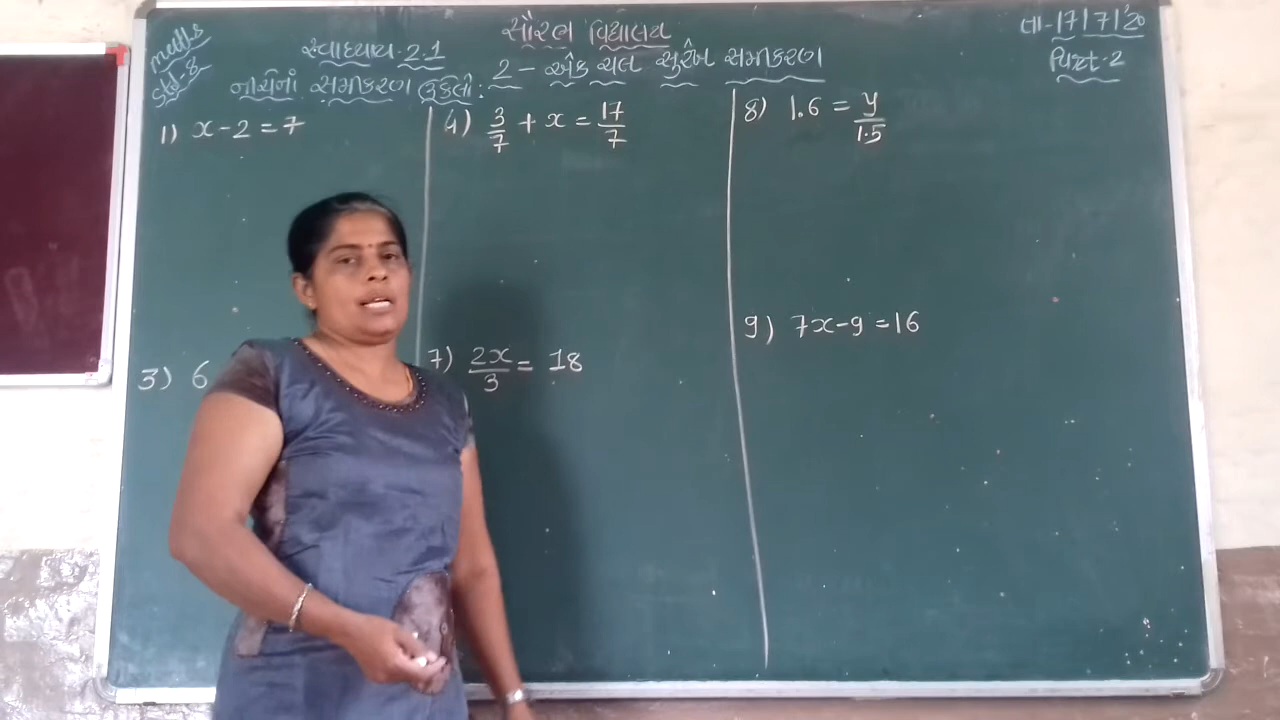 maths
std-8
સૌરભ વિદ્યાલય
તા-17/7/'20
સ્વાધ્યાય-2.1
2 - એક ચલ સુરેખ સમીકરણ
નીચેનાં સમીકરણ ઉકેલો:
1) x-2=7
3) 6
4) 3/7 + x = 17/7
7) 2x/3 = 18
8) 1.6 = y/1.5
9) 7x-9=16